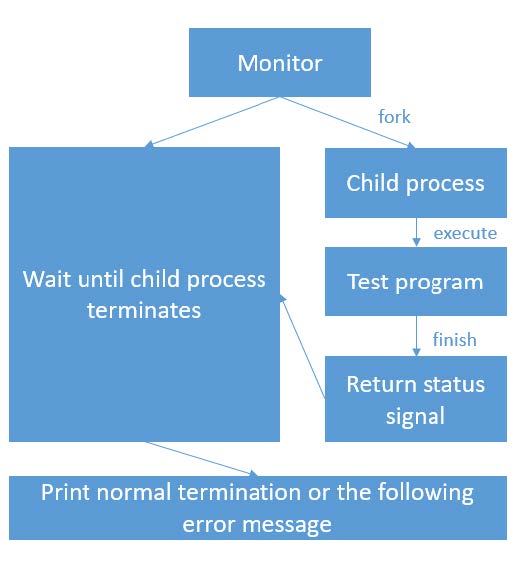 Monitor
fork
Child process
execute
Wait until child process
terminates
Test program
finish
Return status
signal
Print normal termination or the following
error message